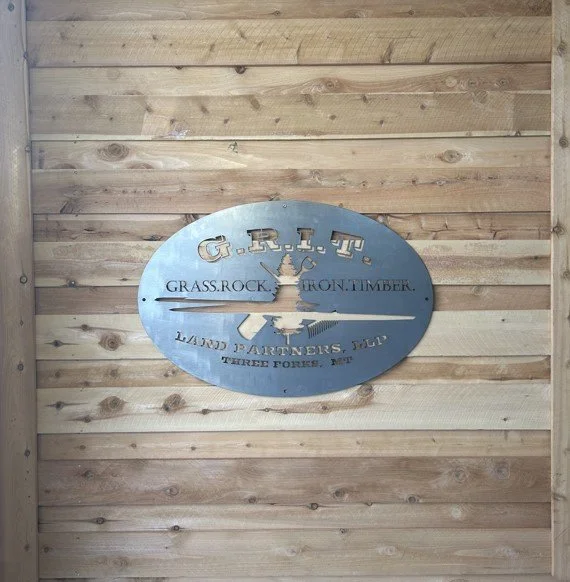 G.R.I.T.
GRASS.ROCK. IRON.TIMBER.
LAND PARTNERS, LLP
THREE FORKS, MT